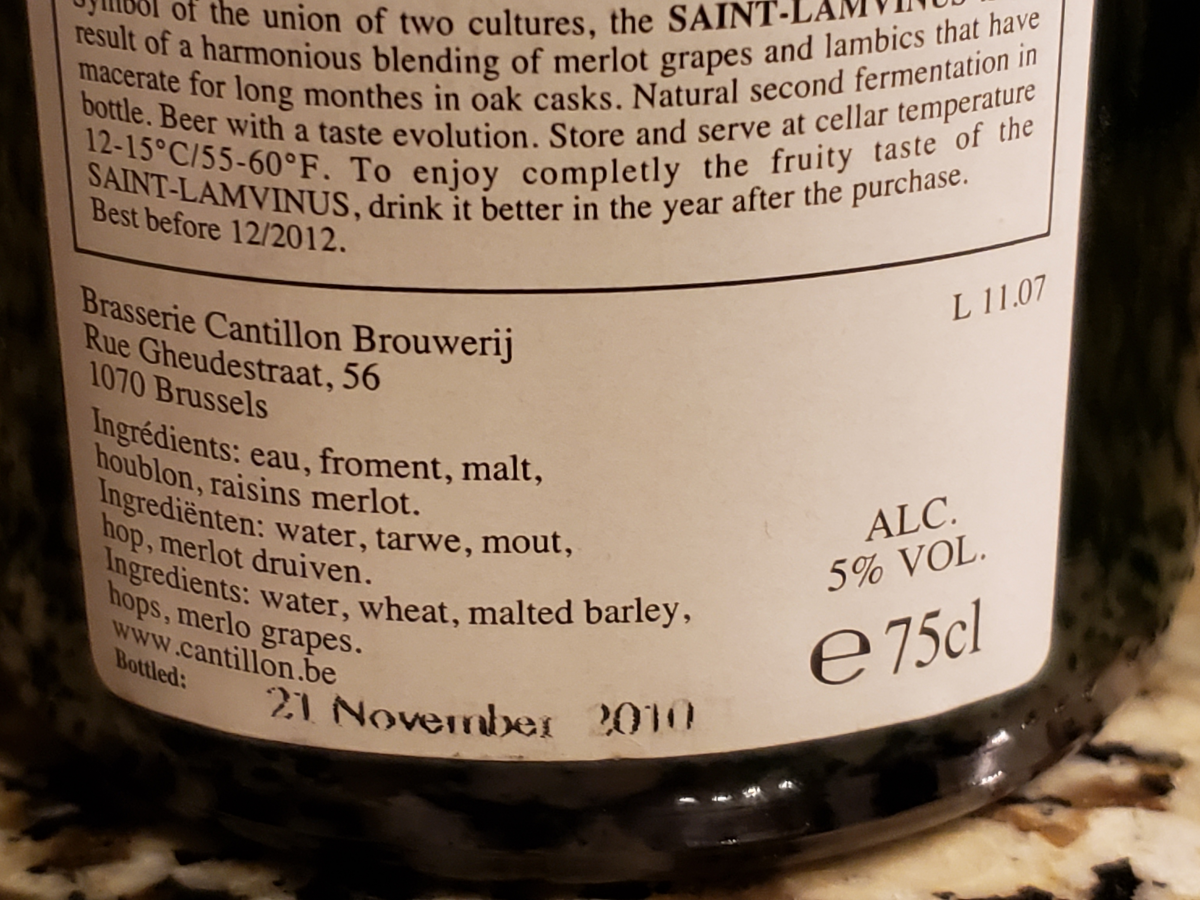 symbol of the union of two cultures, the SAINT-LAMVINUS
result of a harmonious blending of merlot grapes and lambics that have
macerate for long monthes in oak casks. Natural second fermentation in
bottle. Beer with a taste evolution. Store and serve at cellar temperature
12-15°C/55-60°F. To enjoy completly the fruity taste of the
SAINT-LAMVINUS, drink it better in the year after the purchase.
Best before 12/2012.
L 11.07
Brasserie Cantillon Brouwerij
Rue Gheudestraat, 56
1070 Brussels
Ingrédients: eau, froment, malt,
houblon, raisins merlot.
Ingrediënten: water, tarwe, mout,
hop, merlot druiven.
Ingredients: water, wheat, malted barley,
hops, merlo grapes.
www.cantillon.be
Bottled:
21 November 2010
ALC.
5% VOL.
e 75cl